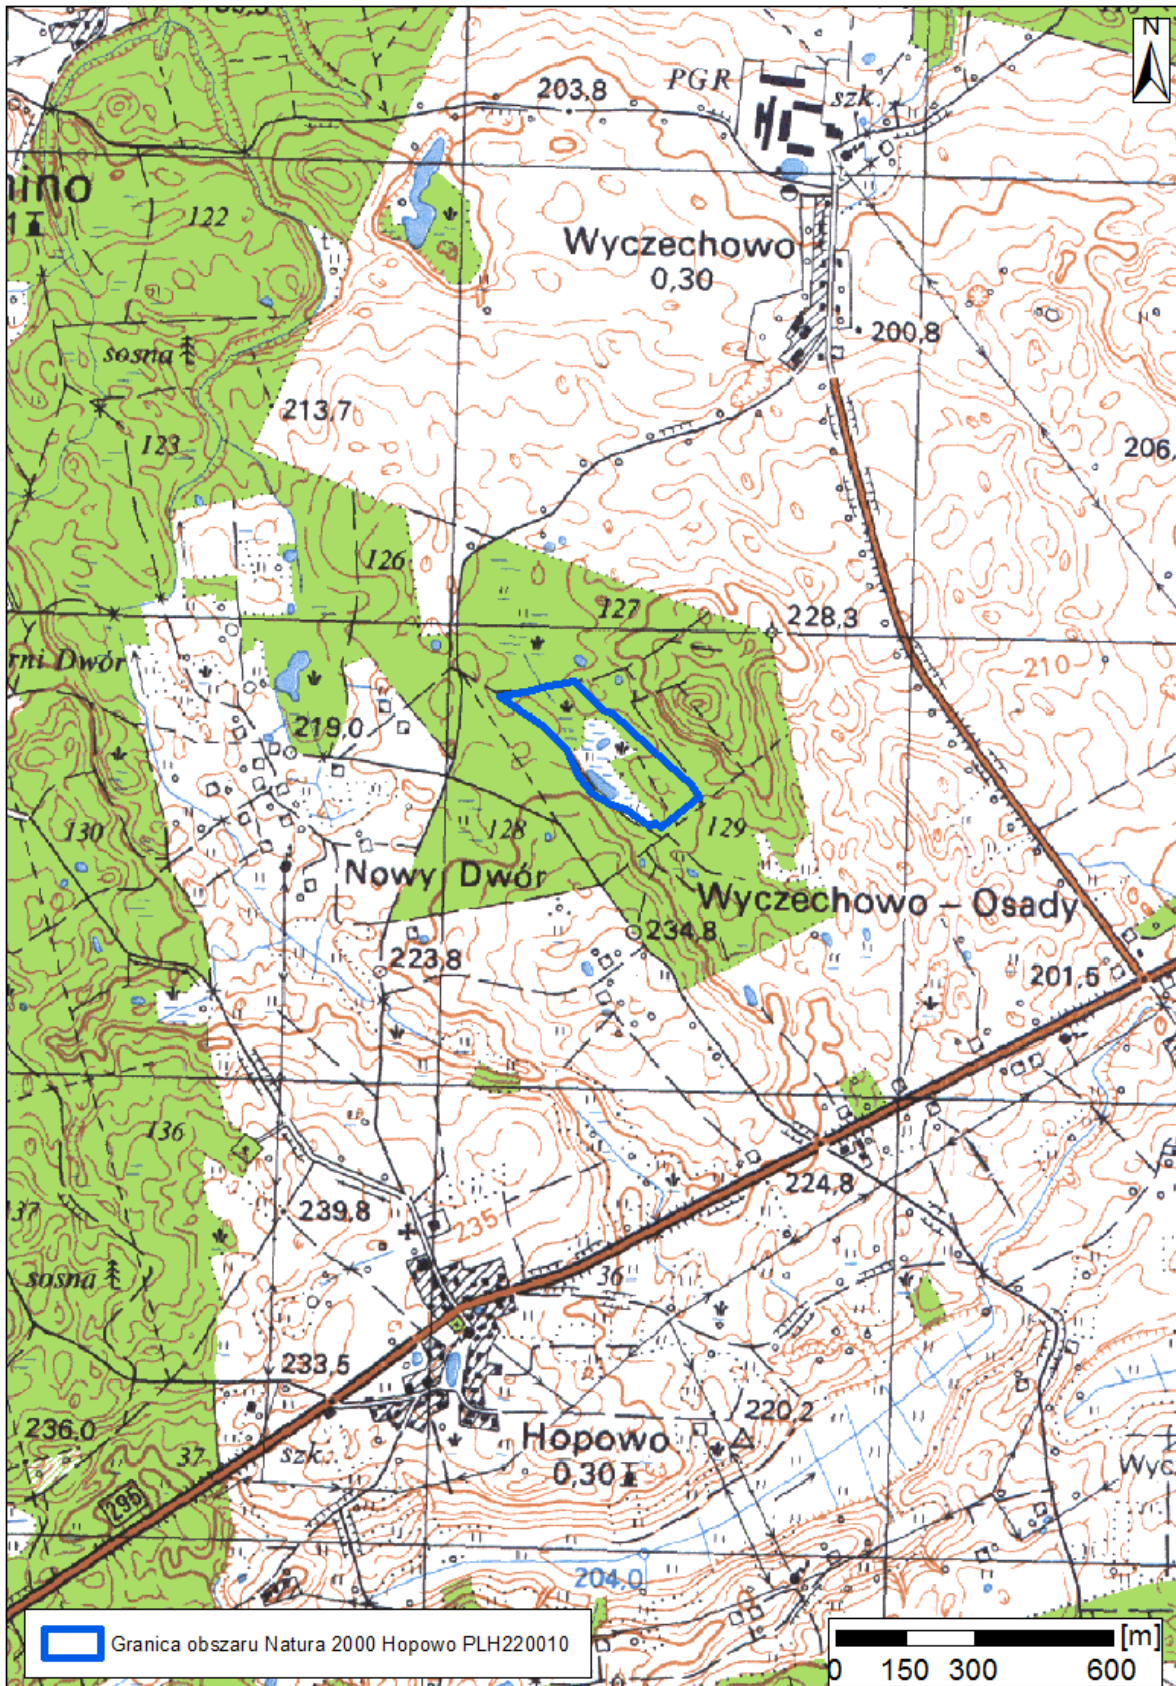 N
PGR
203,8
szk.
122
Wyczechowo
0,30
sosna
200,8
213,7
123
206,
126
127
228,3
rni Dwór
210
219,0
130
128
129
Nowy Dwór
Wyczechowo – Osady
234,8
223,8
201,5
136
224,8
137
239,8
235
sosna
36
233,5
220,2
236,0
Hopowo
37
szk.
0,30
Wyc
295
204,0
Granica obszaru Natura 2000 Hopowo PLH220010
[m]
0 150 300 600